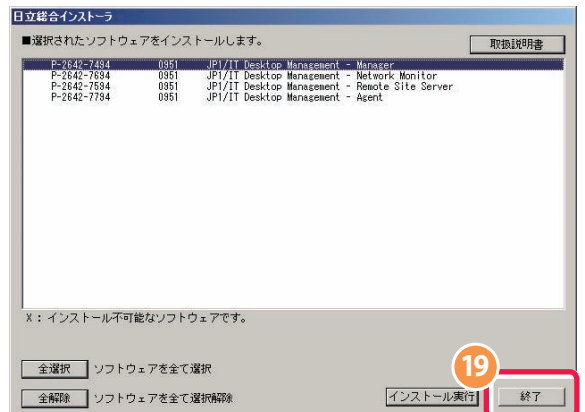 日立総合インストーラ
■選択されたソフトウェアをインストールします。
取扱説明書
P-2642-7494 0951 JP1/IT Desktop Management - Manager
P-2642-7694 0951 JP1/IT Desktop Management - Network Monitor
P-2642-7594 0951 JP1/IT Desktop Management - Remote Site Server
P-2642-7794 0951 JP1/IT Desktop Management - Agent
X：インストール不可能なソフトウェアです。
全選択 ソフトウェアを全て選択
19
全解除 ソフトウェアを全て選択解除
インストール実行 終了